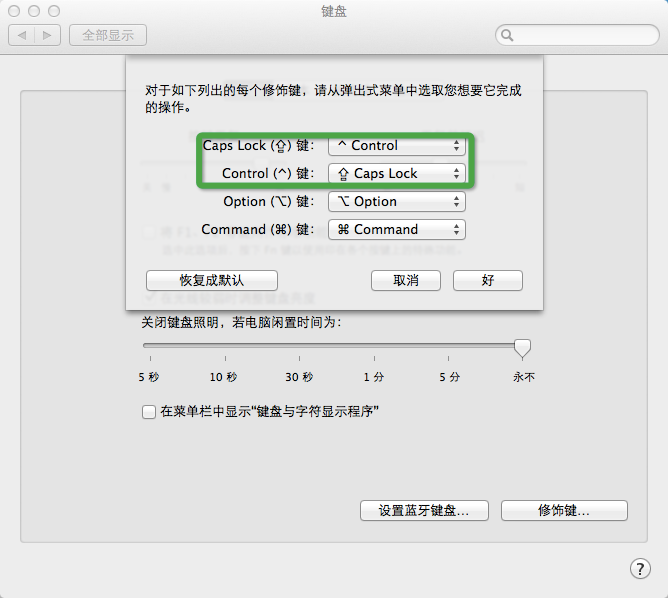 键盘
全部显示
对于如下列出的每个修饰键，请从弹出式菜单中选取您想要它完成
的操作。
Caps Lock (⇪) 键： ^ Control
Control (^) 键： ⇪ Caps Lock
Option (⌥) 键： ⌥ Option
Command (⌘) 键： ⌘ Command
恢复成默认 取消 好
关闭键盘照明，若电脑闲置时间为：
5 秒 10 秒 30 秒 1 分 5 分 永不
在菜单栏中显示“键盘与字符显示程序”
设置蓝牙键盘... 修饰键...
?